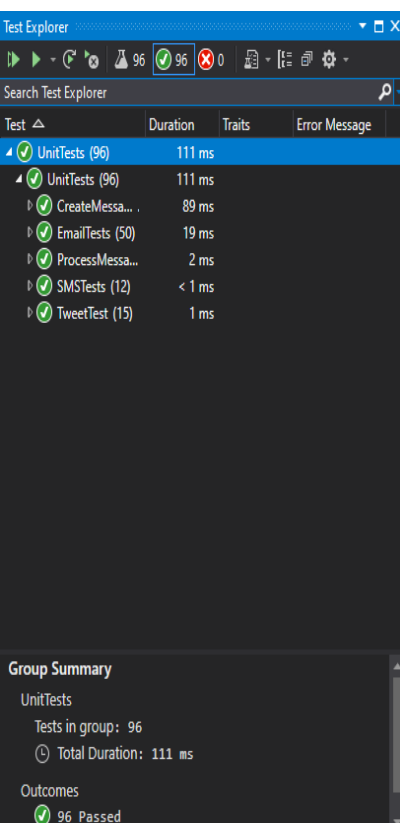 Test Explorer
96 96 0
Search Test Explorer
Test Duration Traits Error Message
UnitTests (96) 111 ms
UnitTests (96) 111 ms
CreateMessa... . 89 ms
EmailTests (50) 19 ms
ProcessMessa... 2 ms
SMSTests (12) < 1 ms
TweetTest (15) 1 ms
Group Summary
UnitTests
Tests in group: 96
Total Duration: 111 ms
Outcomes
96 Passed